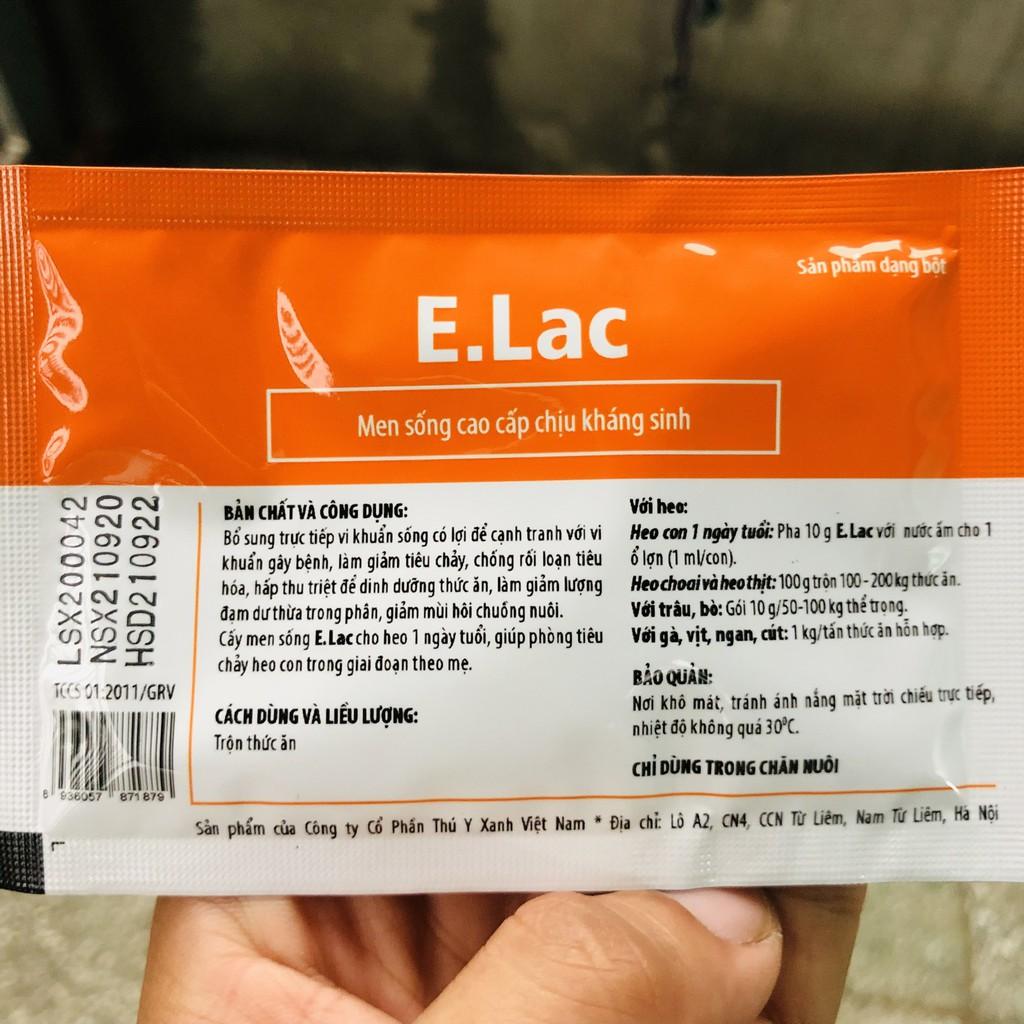 Sản phẩm dạng bột
E.Lac
Men sống cao cấp chịu kháng sinh
LSX200042
NSX210920
HSD210922
TCCS 01:2011/GRV
8 936057 871879
BẢN CHẤT VÀ CÔNG DỤNG:
Bổ sung trực tiếp vi khuẩn sống có lợi để cạnh tranh với vi
khuẩn gây bệnh, làm giảm tiêu chảy, chống rối loạn tiêu
hóa, hấp thu triệt để dinh dưỡng thức ăn, làm giảm lượng
đạm dư thừa trong phân, giảm mùi hôi chuồng nuôi.
Cấy men sống E.Lac cho heo 1 ngày tuổi, giúp phòng tiêu
chảy heo con trong giai đoạn theo mẹ.
CÁCH DÙNG VÀ LIỀU LƯỢNG:
Trộn thức ăn
Với heo:
Heo con 1 ngày tuổi: Pha 10 g E.Lac với nước ấm cho 1
ổ lợn (1 ml/con).
Heo choai và heo thịt: 100 g trộn 100 - 200 kg thức ăn.
Với trâu, bò: Gói 10 g/50-100 kg thể trọng.
Với gà, vịt, ngan, cút: 1 kg/tấn thức ăn hỗn hợp.
BẢO QUẢN:
Nơi khô mát, tránh ánh nắng mặt trời chiếu trực tiếp,
nhiệt độ không quá 30⁰C.
CHỈ DÙNG TRONG CHĂN NUÔI
Sản phẩm của Công ty Cổ Phần Thú Y Xanh Việt Nam * Địa chỉ: Lô A2, CN4, CCN Từ Liêm, Nam Từ Liêm, Hà Nội